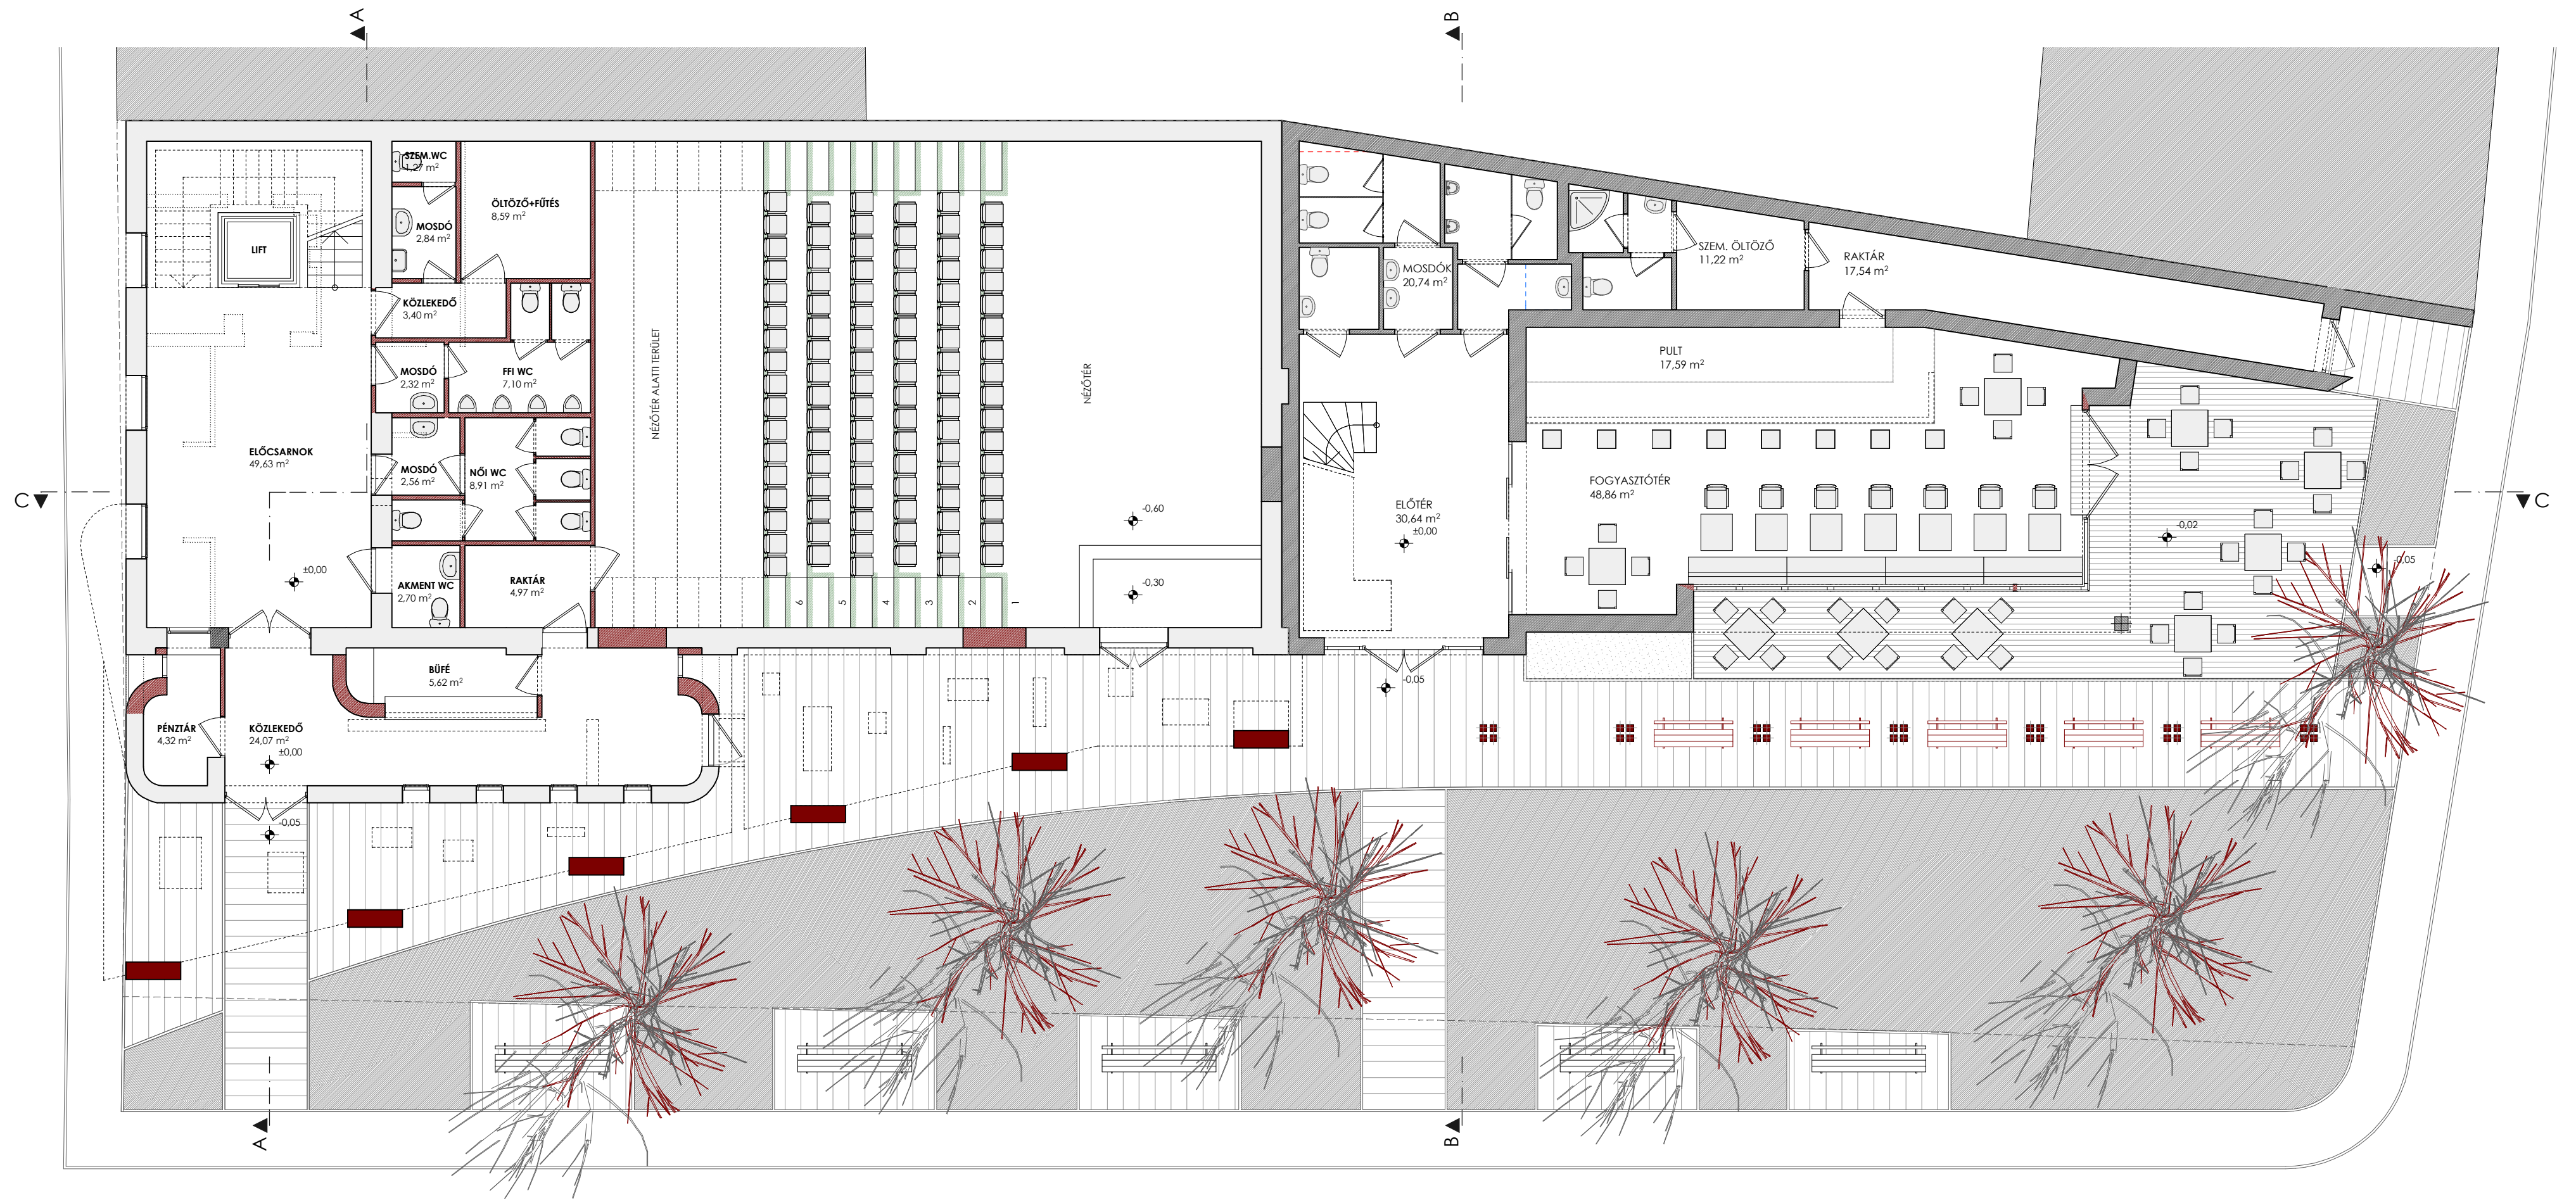 A
B
SZEM.WC
1,27 m²
ÖLTÖZŐ+FŰTÉS
8,59 m²
MOSDÓ
2,84 m²
LIFT
KÖZLEKEDŐ
3,40 m²
MOSDÓ
2,32 m²
FFI WC
7,10 m²
ELŐCSARNOK
49,63 m²
MOSDÓ
2,56 m²
NŐI WC
8,91 m²
±0,00
AKMENT WC
2,70 m²
RAKTÁR
4,97 m²
NÉZŐTÉR ALATTI TERÜLET
6
5
4
3
2
1
NÉZŐTÉR
-0,60
-0,30
MOSDÓK
20,74 m²
SZEM. ÖLTÖZŐ
11,22 m²
RAKTÁR
17,54 m²
PULT
17,59 m²
FOGYASZTÓTÉR
48,86 m²
ELŐTÉR
30,64 m²
±0,00
-0,02
-0,05
C
C
BÜFÉ
5,62 m²
PÉNZTÁR
4,32 m²
KÖZLEKEDŐ
24,07 m²
±0,00
-0,05
-0,05
A
B